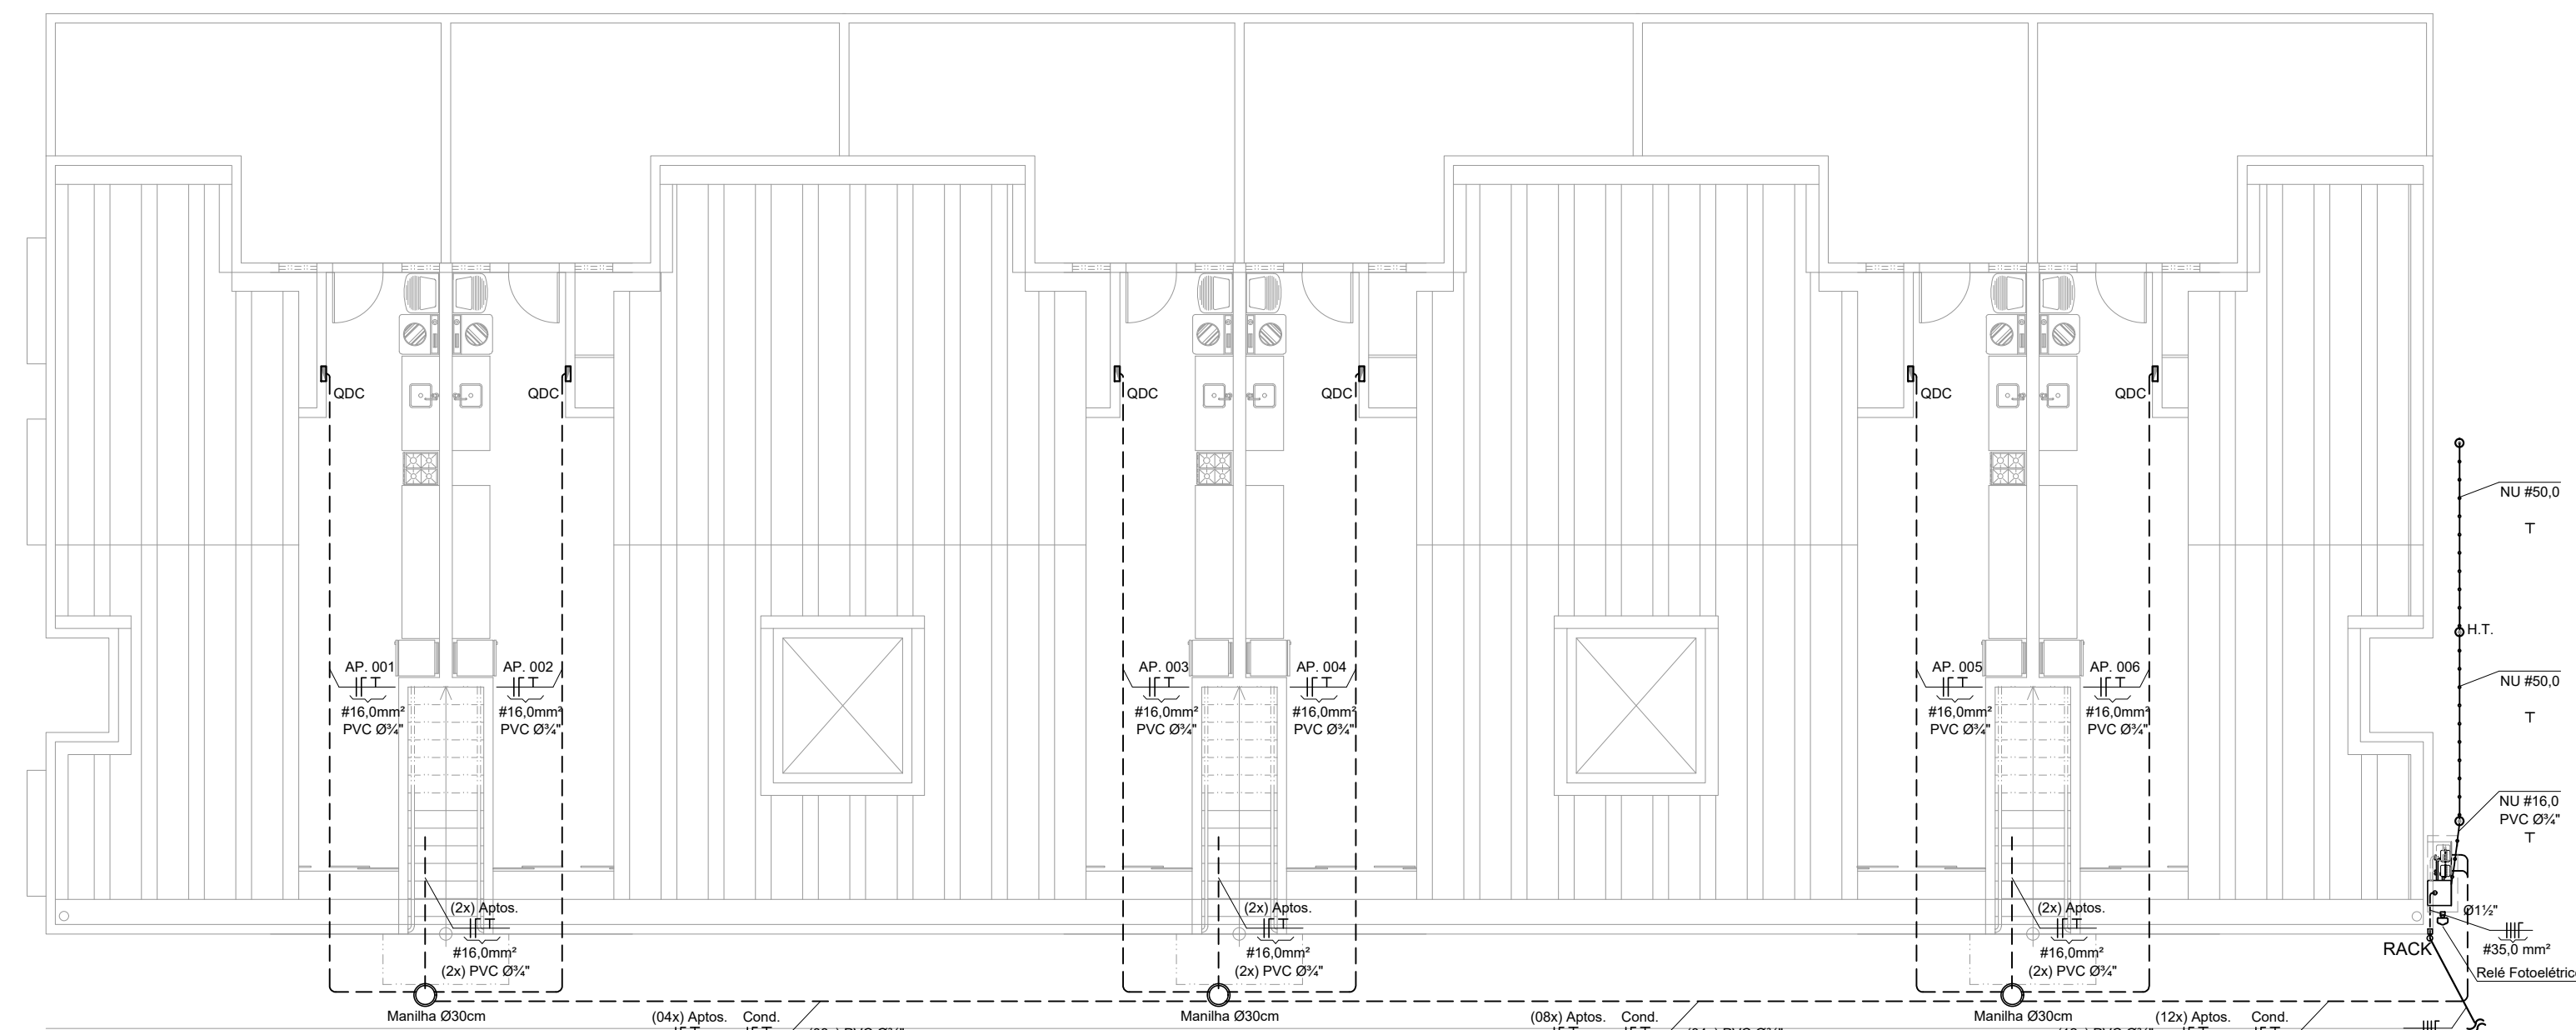 QDC
QDC
QDC
QDC
QDC
QDC
NU #50,0
H.T.
AP. 001
AP. 002
AP. 003
AP. 004
AP. 005
AP. 006
NU #50,0
#16,0mm²
PVC Ø¾"
#16,0mm²
PVC Ø¾"
#16,0mm²
PVC Ø¾"
#16,0mm²
PVC Ø¾"
#16,0mm²
PVC Ø¾"
#16,0mm²
PVC Ø¾"
NU #16,0
PVC Ø¾"
(2x) Aptos.
#16,0mm²
(2x) PVC Ø¾"
(2x) Aptos.
#16,0mm²
(2x) PVC Ø¾"
(2x) Aptos.
#16,0mm²
(2x) PVC Ø¾"
Ø1½"
RACK
#35,0 mm²
Relé Fotoelétric
Manilha Ø30cm
(04x) Aptos. Cond.
Manilha Ø30cm
(08x) Aptos. Cond.
Manilha Ø30cm
(12x) Aptos. Cond.